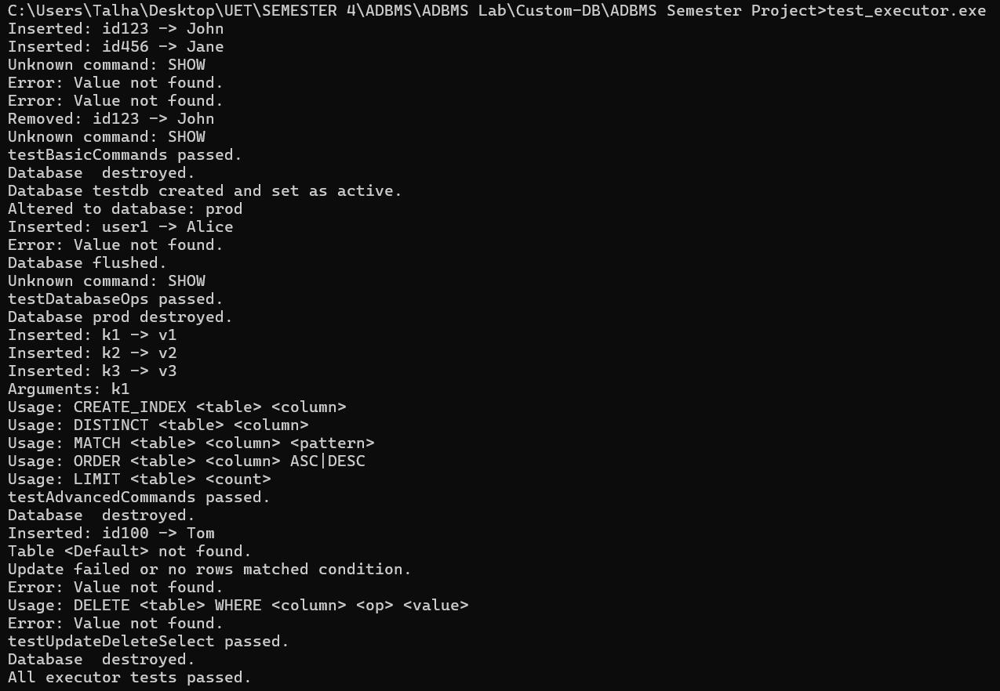 C:\Users\Talha\Desktop\UET\SEMESTER 4\ADBMS\ADBMS Lab\Custom-DB\ADBMS Semester Project>test_executor.exe
Inserted: id123 -> John
Inserted: id456 -> Jane
Unknown command: SHOW
Error: Value not found.
Error: Value not found.
Removed: id123 -> John
Unknown command: SHOW
testBasicCommands passed.
Database  destroyed.
Database testdb created and set as active.
Altered to database: prod
Inserted: user1 -> Alice
Error: Value not found.
Database flushed.
Unknown command: SHOW
testDatabaseOps passed.
Database prod destroyed.
Inserted: k1 -> v1
Inserted: k2 -> v2
Inserted: k3 -> v3
Arguments: k1
Usage: CREATE_INDEX <table> <column>
Usage: DISTINCT <table> <column>
Usage: MATCH <table> <column> <pattern>
Usage: ORDER <table> <column> ASC|DESC
Usage: LIMIT <table> <count>
testAdvancedCommands passed.
Database  destroyed.
Inserted: id100 -> Tom
Table <Default> not found.
Update failed or no rows matched condition.
Error: Value not found.
Usage: DELETE <table> WHERE <column> <op> <value>
Error: Value not found.
testUpdateDeleteSelect passed.
Database  destroyed.
All executor tests passed.